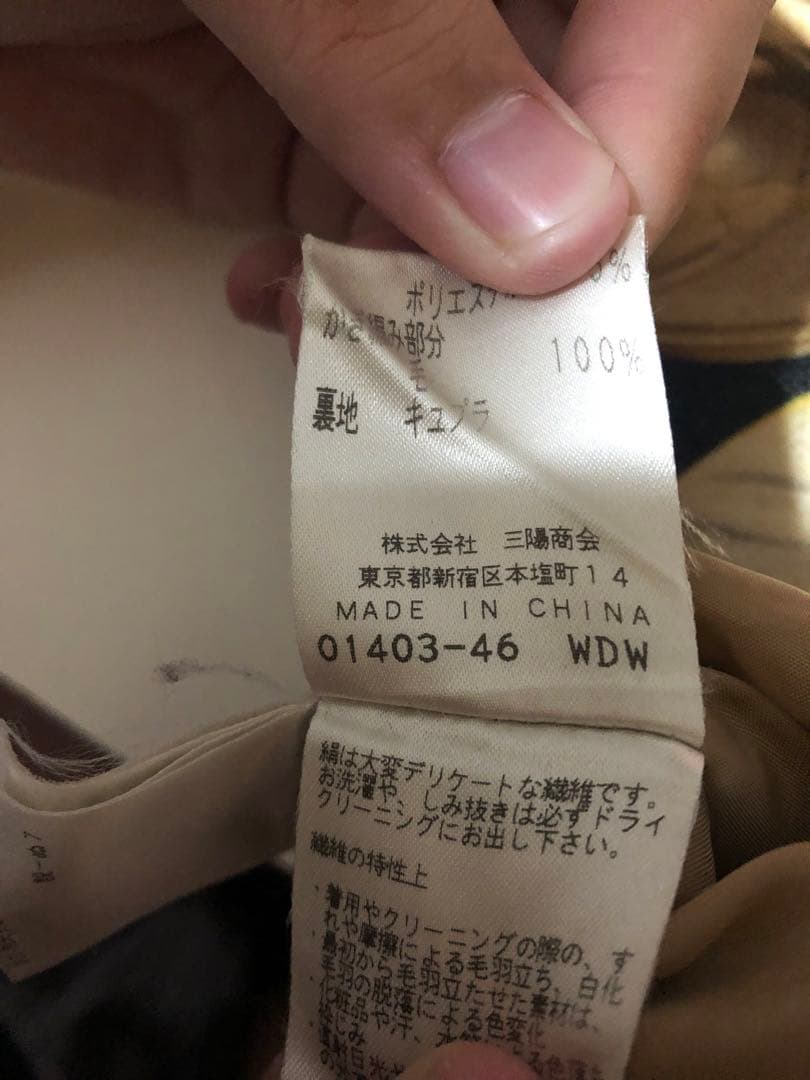 ポリエステル
かぎ編み部分
毛 100%
裏地 キュプラ
株式会社 三陽商会
東京都新宿区本塩町14
MADE IN CHINA
01403-46 WDW
絹は大変デリケートな繊維です。
お洗濯や、しみ抜きは必ずドライ
クリーニングにお出し下さい。
繊維の特性上
・着用やクリーニングの際の、す
れや摩擦による毛羽立ち、白化
・最初から毛羽立たせた素材は、
毛羽の脱落による色変化
・化粧品や汗、
による色落